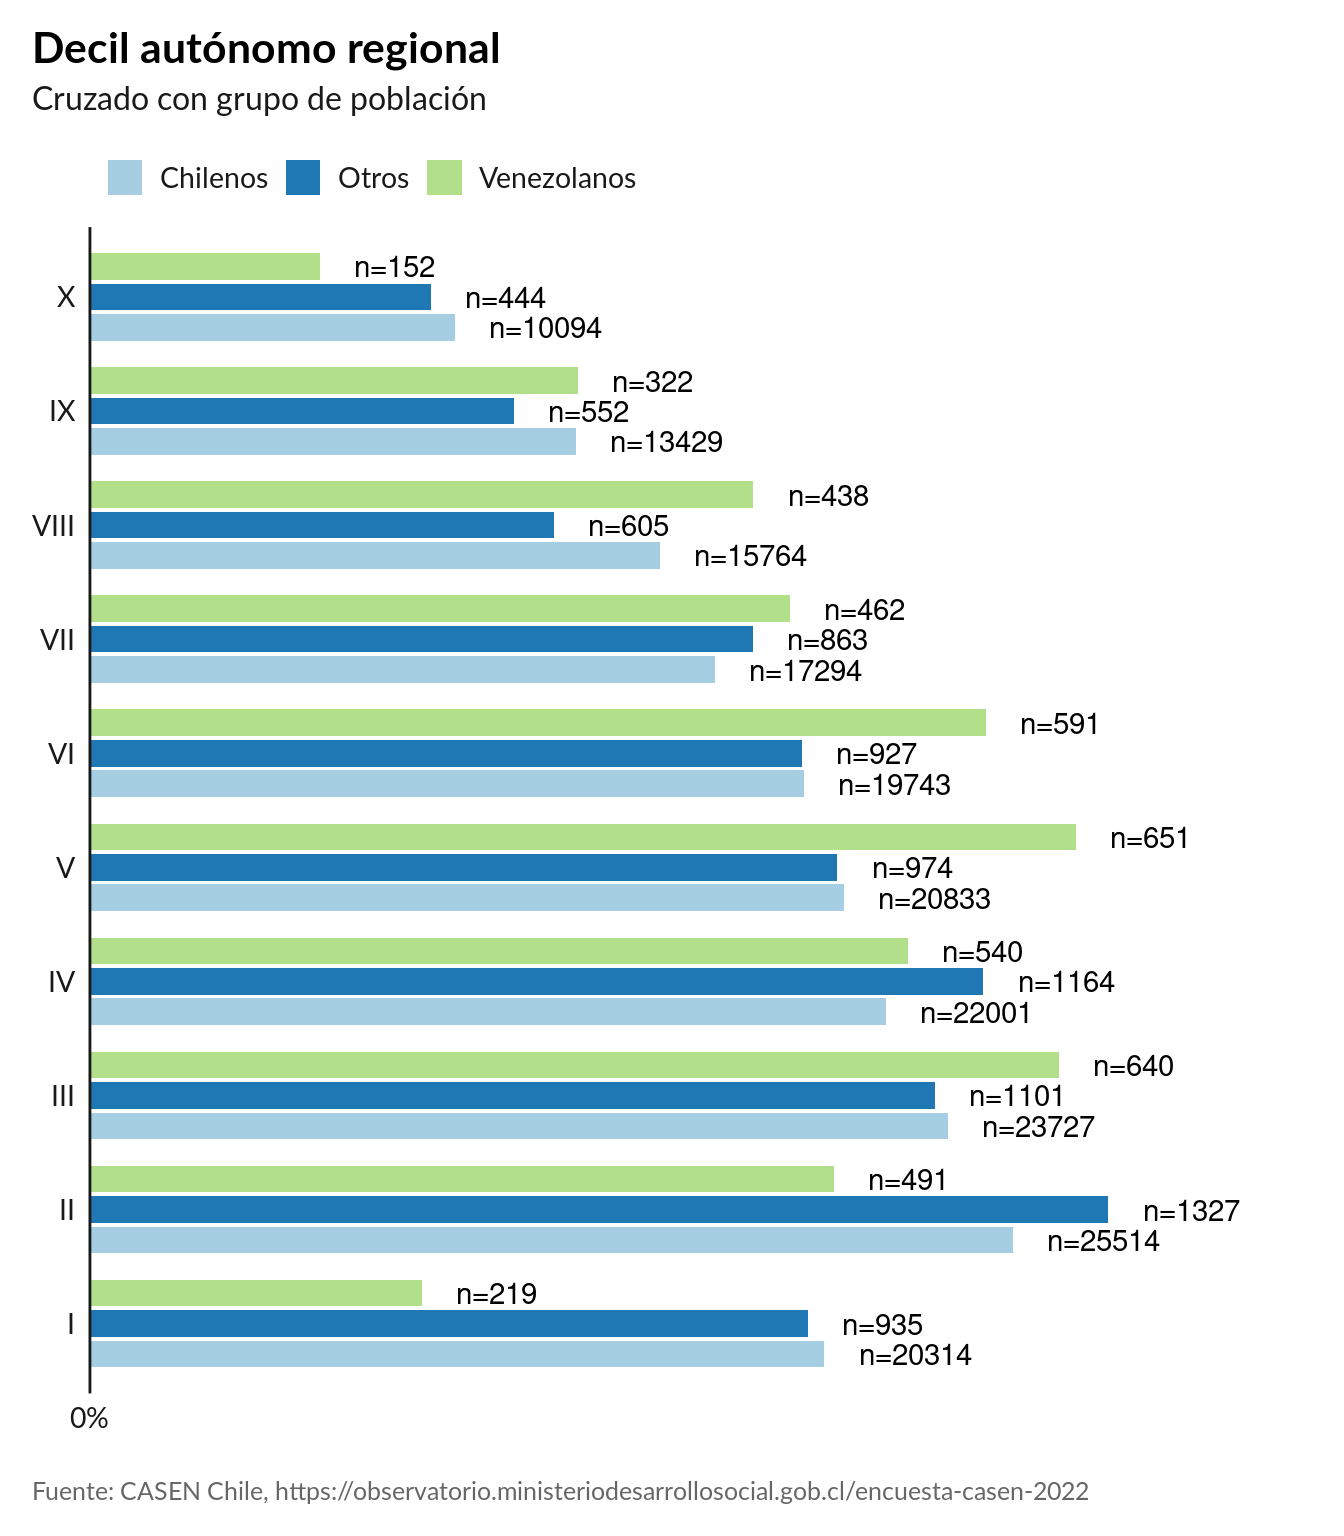 Decil autónomo regional
Cruzado con grupo de población
Chilenos Otros Venezolanos
n=152
X n=444
n=10094
n=322
IX n=552
n=13429
n=438
VIII n=605
n=15764
n=462
VII n=863
n=17294
n=591
VI n=927
n=19743
n=651
V n=974
n=20833
n=540
IV n=1164
n=22001
n=640
III n=1101
n=23727
n=491
II n=1327
n=25514
n=219
I n=935
n=20314
0%
Fuente: CASEN Chile, https://observatorio.ministeriodesarrollosocial.gob.cl/encuesta-casen-2022